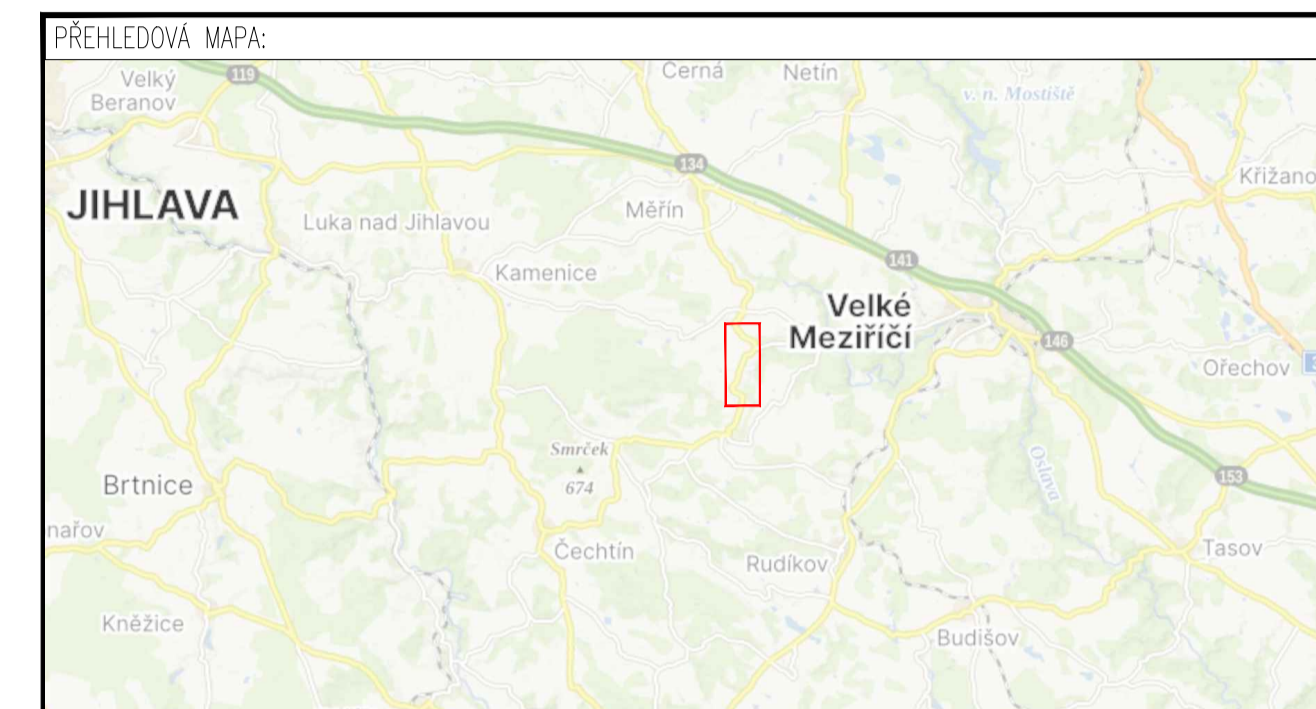 PŘEHLEDOVÁ MAPA:
Velký
Beranov
119
Černá
Netín
v. n. Mostiště
134
Křižano
JIHLAVA
Luka nad Jihlavou
Měřín
Kamenice
141
Velké
Meziříčí
146
Ořechov
3
Smrček
674
Oslava
153
Brtnice
nařov
Čechtín
Rudíkov
Tasov
Kněžice
Budišov